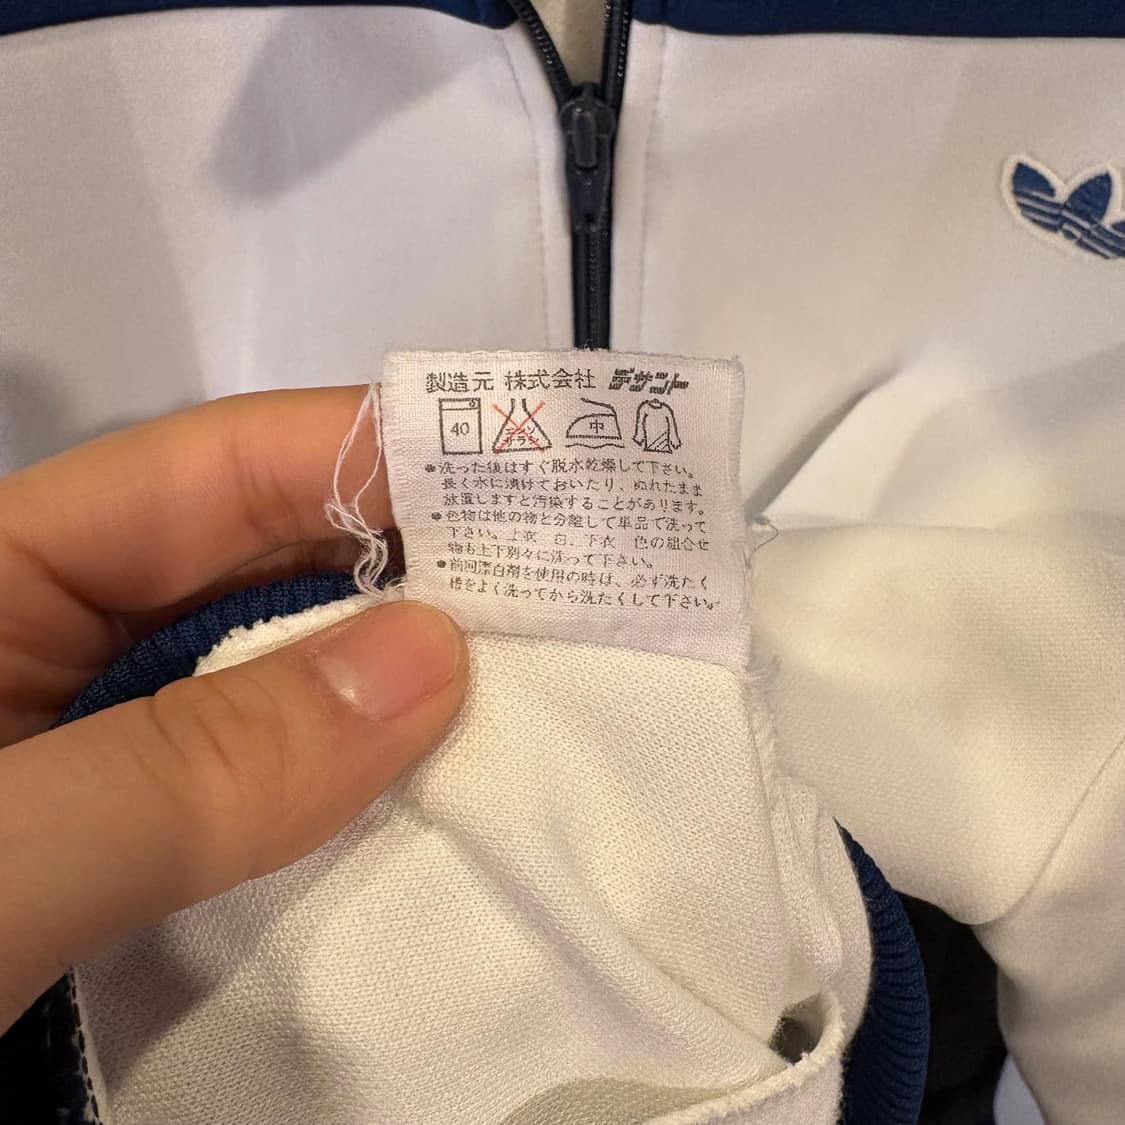 製造元 株式会社 デサント
40 エンソ サラシ 中
●洗った後はすぐ脱水乾燥して下さい。
長く水に漬けておいたり、ぬれたまま
放置しますと汚染することがあります。
●色物は他の物と分離して単品で洗って
下さい。上衣 白、下衣 色の組合せ
物も上下別々に洗って下さい。
●前回漂白剤を使用の時は、必ず洗たく
槽をよく洗ってから洗たくして下さい。